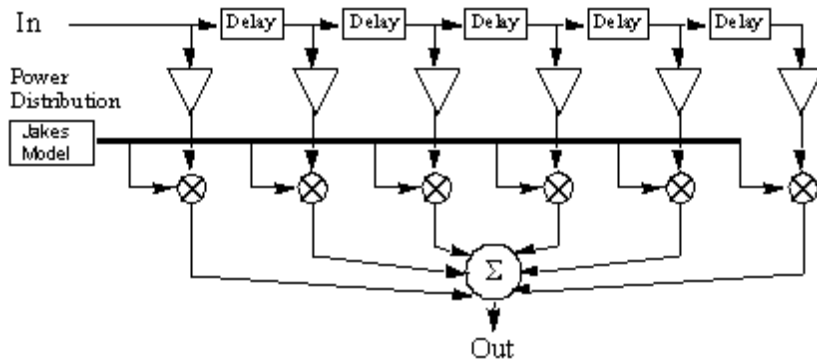 In
Delay
Delay
Delay
Delay
Delay
Power
Distribution
Jakes
Model
Σ
Out